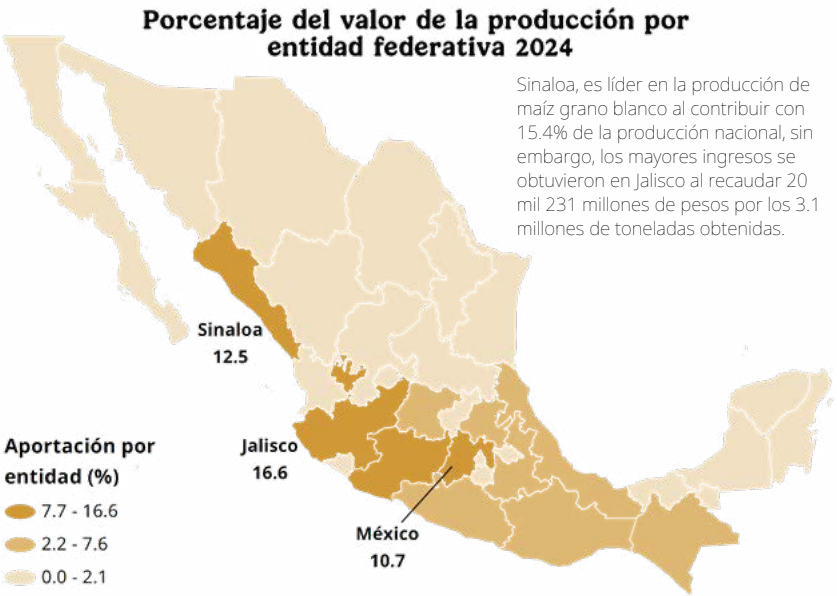 Porcentaje del valor de la producción por
entidad federativa 2024
Sinaloa, es líder en la producción de
maíz grano blanco al contribuir con
15.4% de la producción nacional, sin
embargo, los mayores ingresos se
obtuvieron en Jalisco al recaudar 20
mil 231 millones de pesos por los 3.1
millones de toneladas obtenidas.
Sinaloa
12.5
Jalisco
16.6
México
10.7
Aportación por
entidad (%)
7.7 - 16.6
2.2 - 7.6
0.0 - 2.1